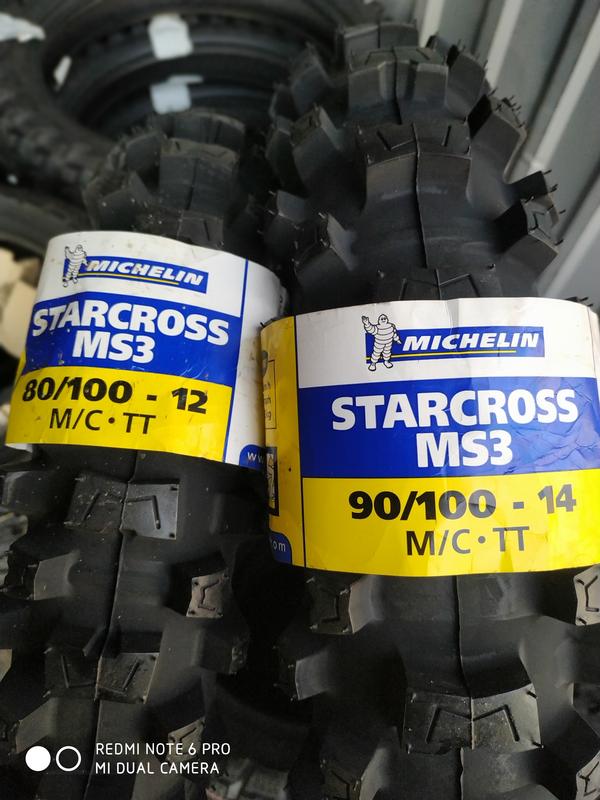 MICHELIN
STARCROSS
MS3
80/100 - 12
M/C • TT
MICHELIN
STARCROSS
MS3
90/100 - 14
M/C • TT
REDMI NOTE 6 PRO
MI DUAL CAMERA